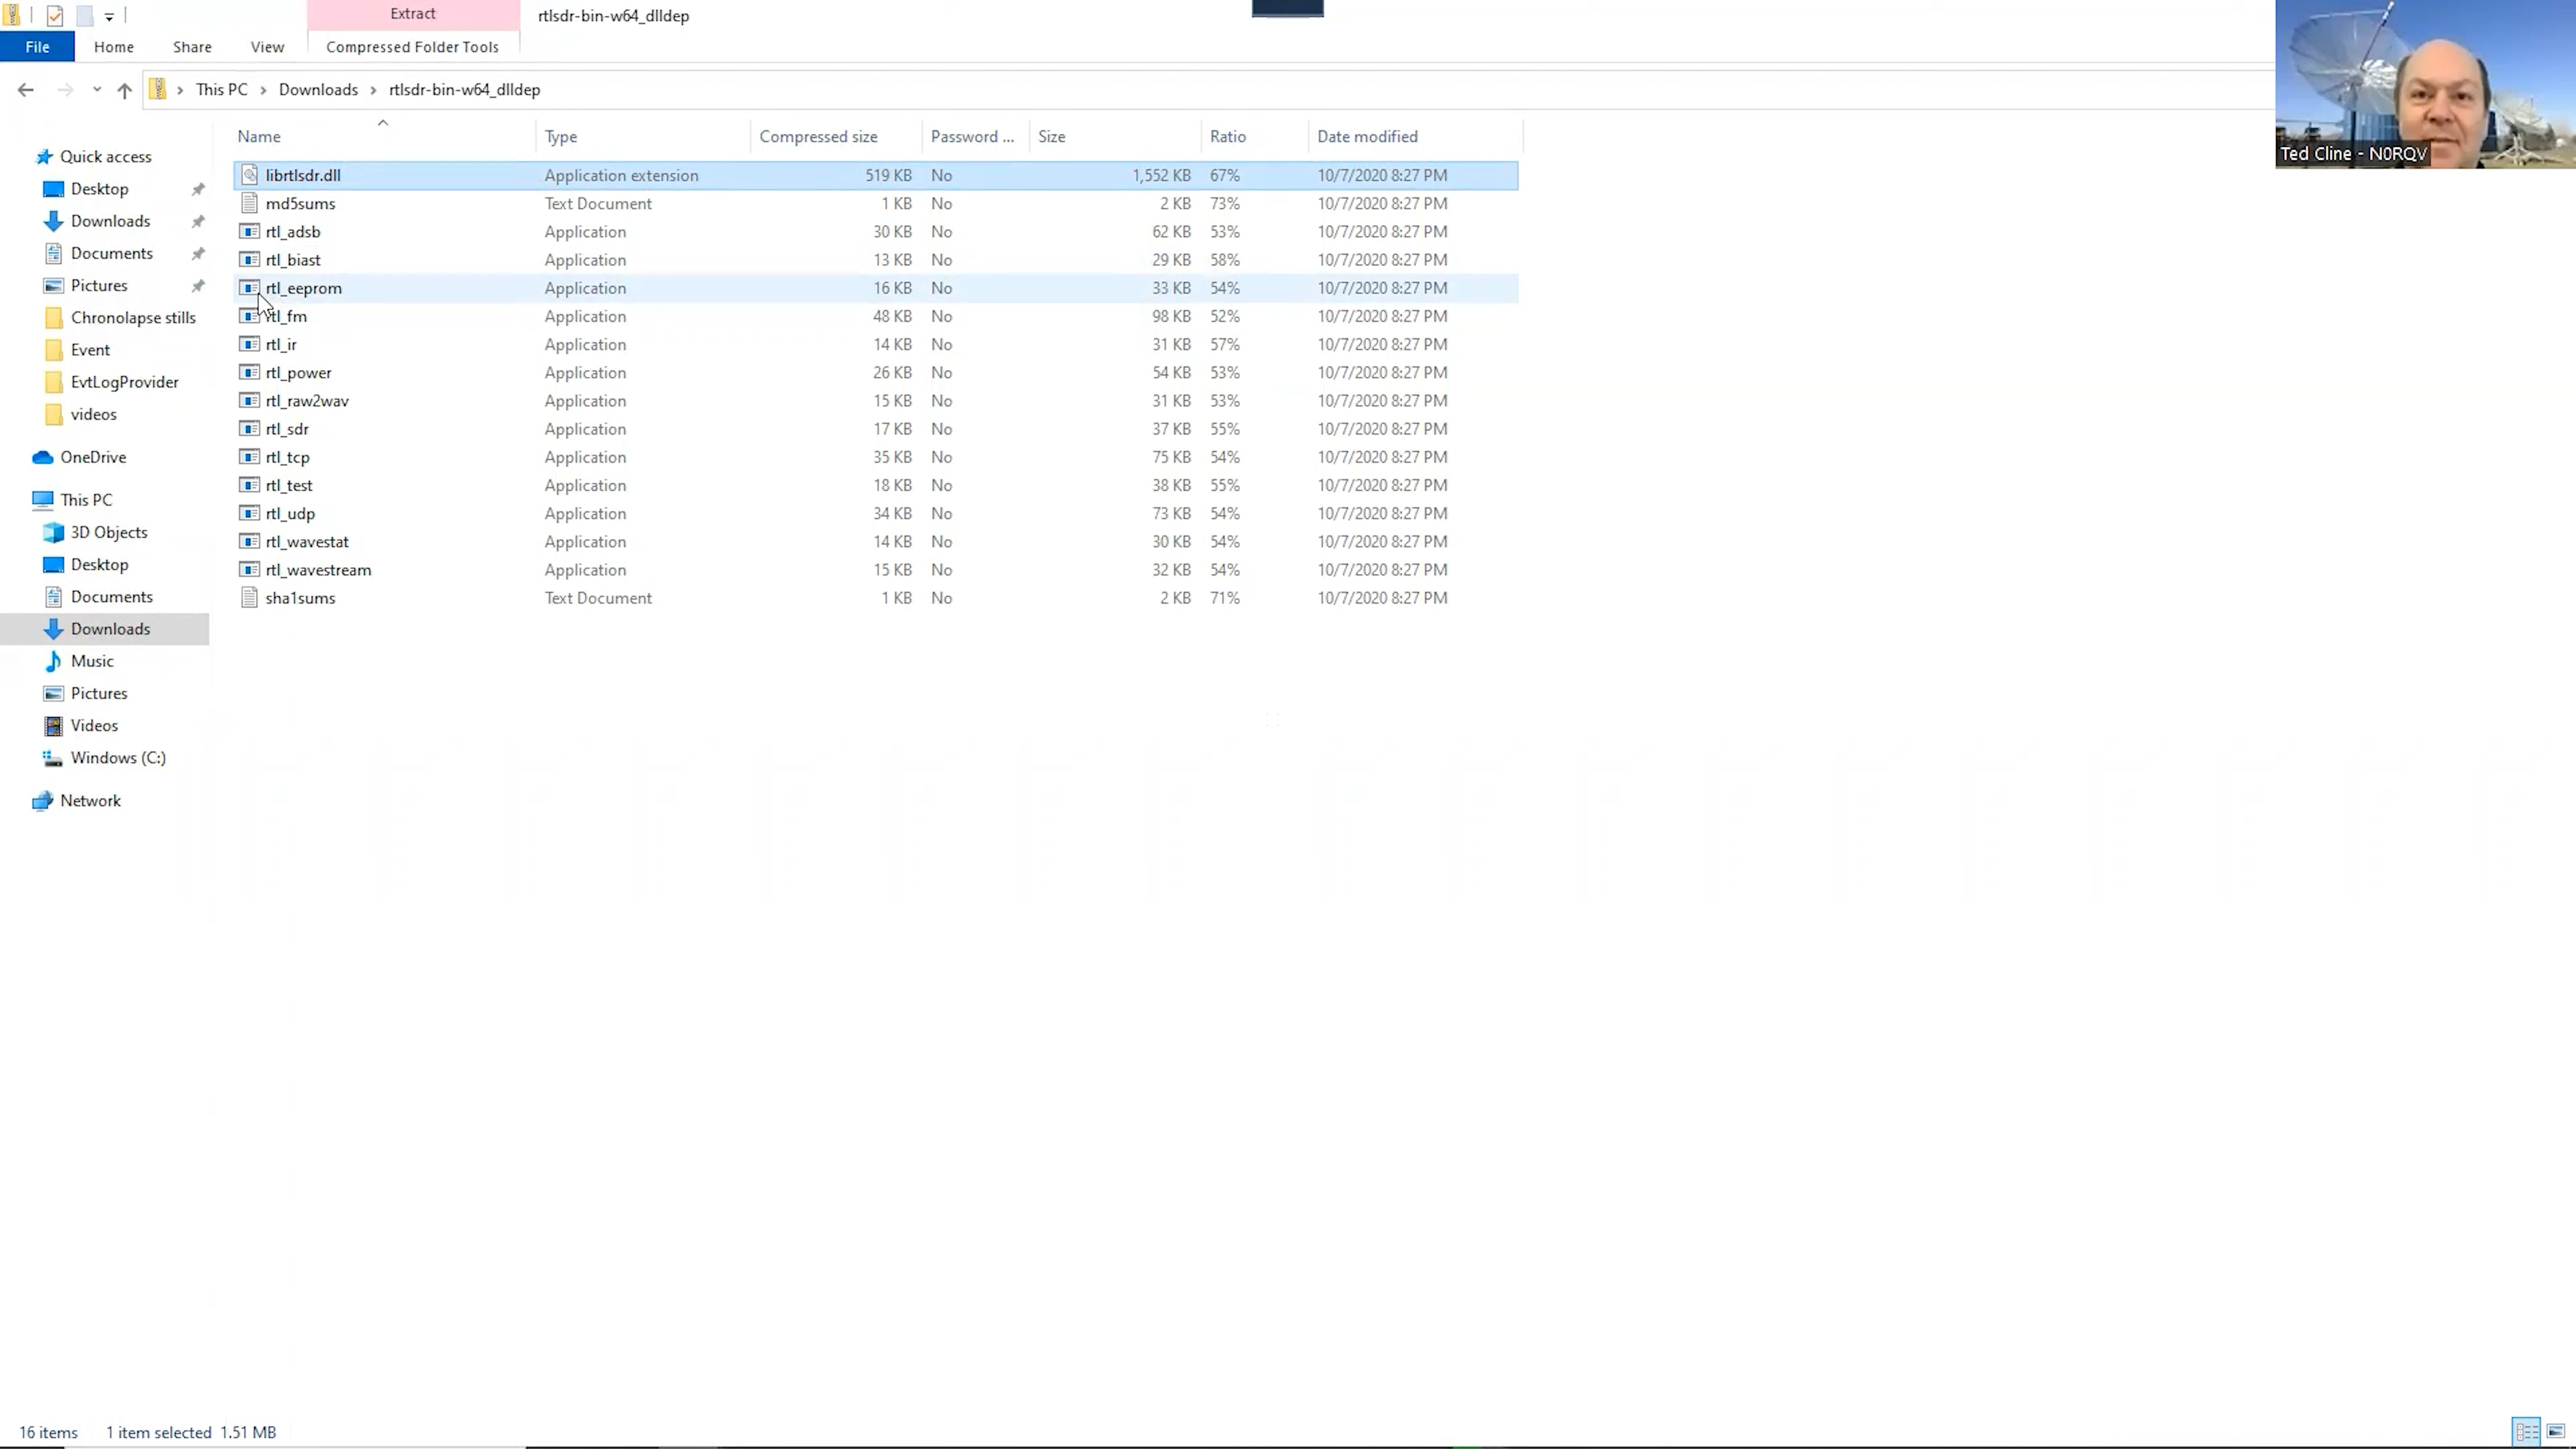 Extract
rtlsdr-bin-w64_dlldep
File Home Share View Compressed Folder Tools
This PC Downloads rtlsdr-bin-w64_dlldep
Ted Cline - N0RQV
Name Type Compressed size Password ... Size Ratio Date modified
librtlsdr.dll Application extension 519 KB No 1,552 KB 67% 10/7/2020 8:27 PM
md5sums Text Document 1 KB No 2 KB 73% 10/7/2020 8:27 PM
rtl_adsb Application 30 KB No 62 KB 53% 10/7/2020 8:27 PM
rtl_biast Application 13 KB No 29 KB 58% 10/7/2020 8:27 PM
rtl_eeprom Application 16 KB No 33 KB 54% 10/7/2020 8:27 PM
rtl_fm Application 48 KB No 98 KB 52% 10/7/2020 8:27 PM
rtl_ir Application 14 KB No 31 KB 57% 10/7/2020 8:27 PM
rtl_power Application 26 KB No 54 KB 53% 10/7/2020 8:27 PM
rtl_raw2wav Application 15 KB No 31 KB 53% 10/7/2020 8:27 PM
rtl_sdr Application 17 KB No 37 KB 55% 10/7/2020 8:27 PM
rtl_tcp Application 35 KB No 75 KB 54% 10/7/2020 8:27 PM
rtl_test Application 18 KB No 38 KB 55% 10/7/2020 8:27 PM
rtl_udp Application 34 KB No 73 KB 54% 10/7/2020 8:27 PM
rtl_wavestat Application 14 KB No 30 KB 54% 10/7/2020 8:27 PM
rtl_wavestream Application 15 KB No 32 KB 54% 10/7/2020 8:27 PM
sha1sums Text Document 1 KB No 2 KB 71% 10/7/2020 8:27 PM
Quick access
Desktop
Downloads
Documents
Pictures
Chronolapse stills
Event
EvtLogProvider
videos
OneDrive
This PC
3D Objects
Desktop
Documents
Downloads
Music
Pictures
Videos
Windows (C:)
Network
16 items 1 item selected 1.51 MB